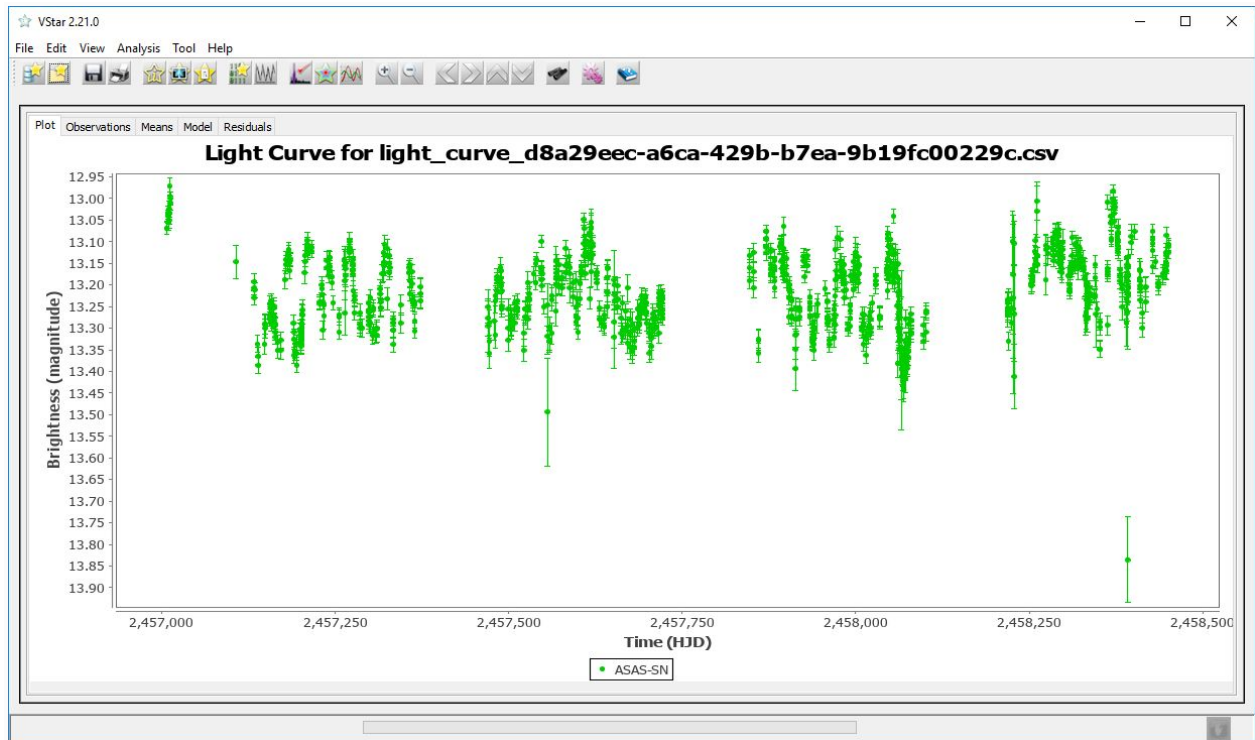 VStar 2.21.0
File Edit View Analysis Tool Help
Plot Observations Means Model Residuals
Light Curve for light_curve_d8a29eec-a6ca-429b-b7ea-9b19fc00229c.csv
Brightness (magnitude)
12.95
13.00
13.05
13.10
13.15
13.20
13.25
13.30
13.35
13.40
13.45
13.50
13.55
13.60
13.65
13.70
13.75
13.80
13.85
13.90
2,457,000 2,457,250 2,457,500 2,457,750 2,458,000 2,458,250 2,458,500
Time (HJD)
ASAS-SN